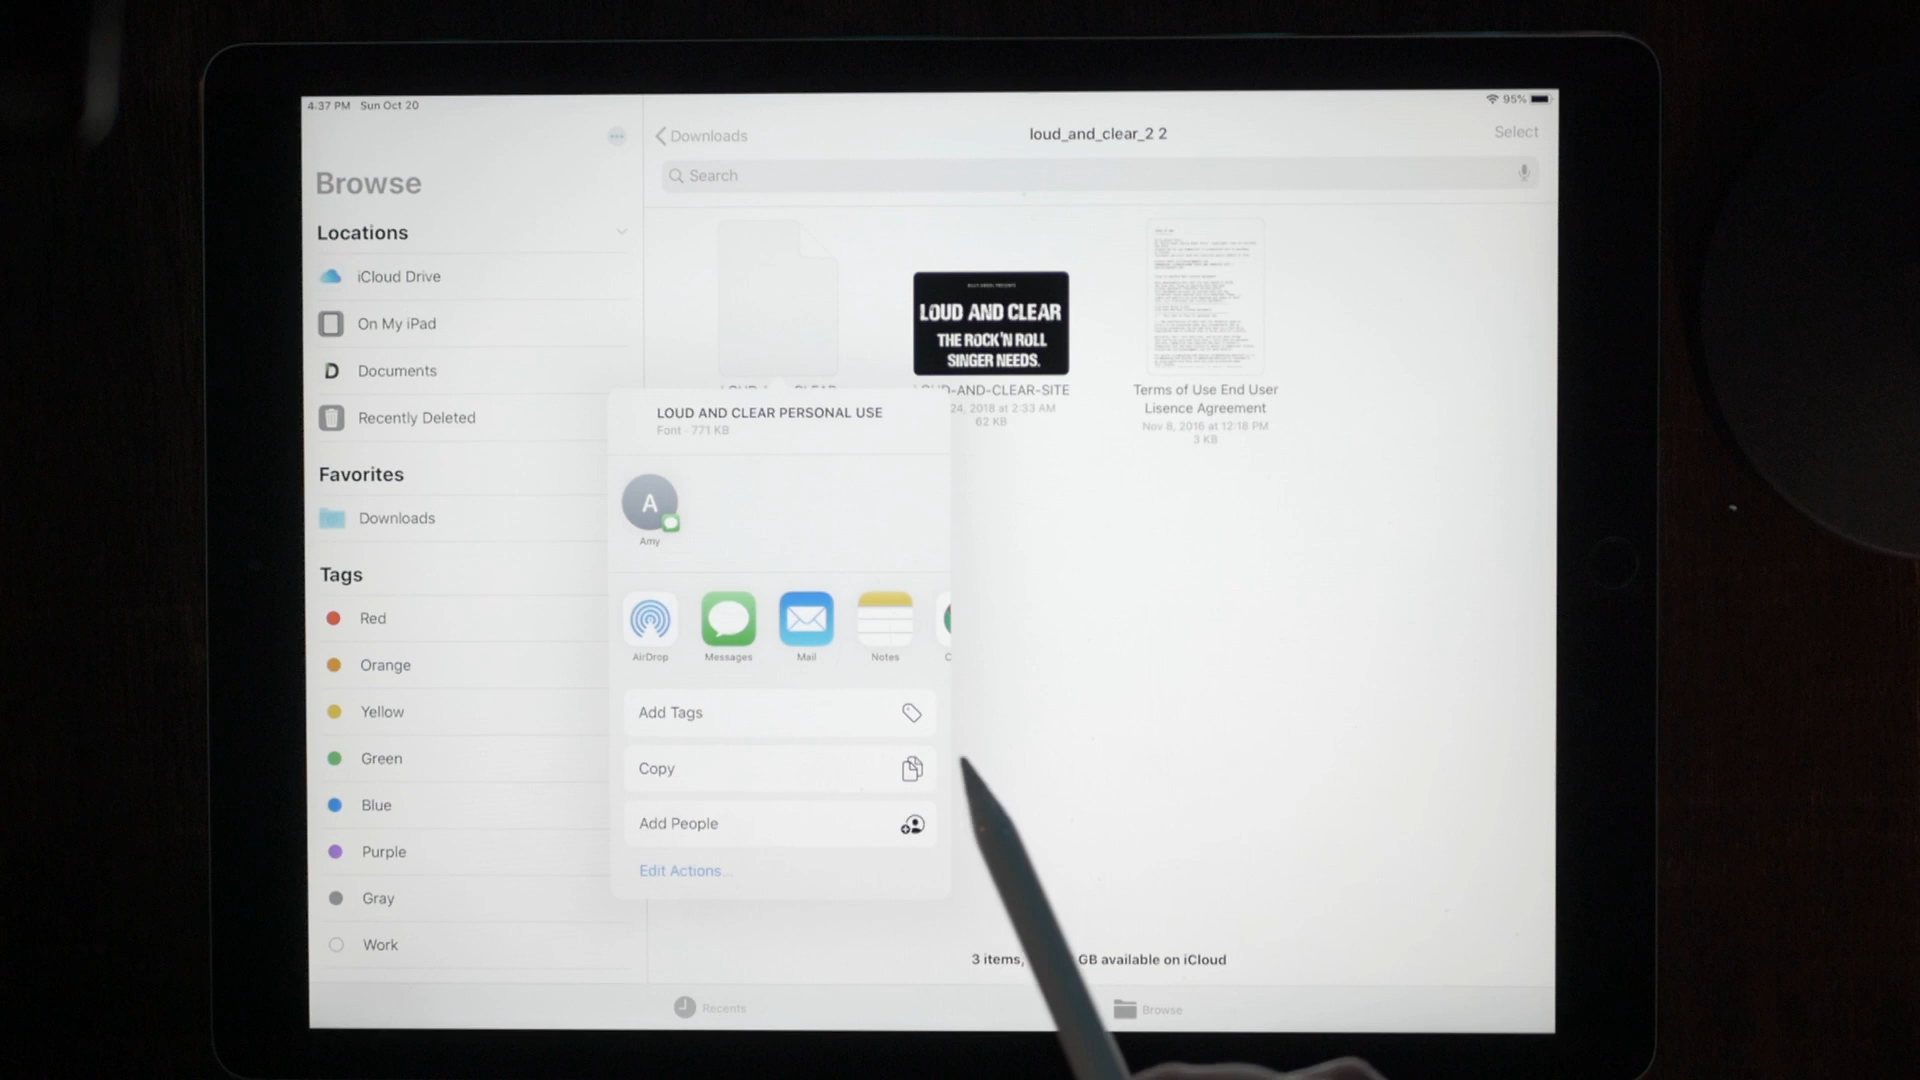 4:37 PM Sun Oct 20
95%
Browse
Locations
iCloud Drive
On My iPad
Documents
Recently Deleted
Favorites
Downloads
Tags
Red
Orange
Yellow
Green
Blue
Purple
Gray
Work
Downloads
loud_and_clear_2 2
Select
Search
LOUD AND CLEAR
THE ROCK'N ROLL
SINGER NEEDS.
-AND-CLEAR-SITE
24, 2018 at 2:33 AM
62 KB
Terms of Use End User
Lisence Agreement
Nov 8, 2016 at 12:18 PM
3 KB
LOUD AND CLEAR PERSONAL USE
Font - 771 KB
A
Amy
AirDrop
Messages
Mail
Notes
C
Add Tags
Copy
Add People
Edit Actions...
3 items, GB available on iCloud
Recents
Browse